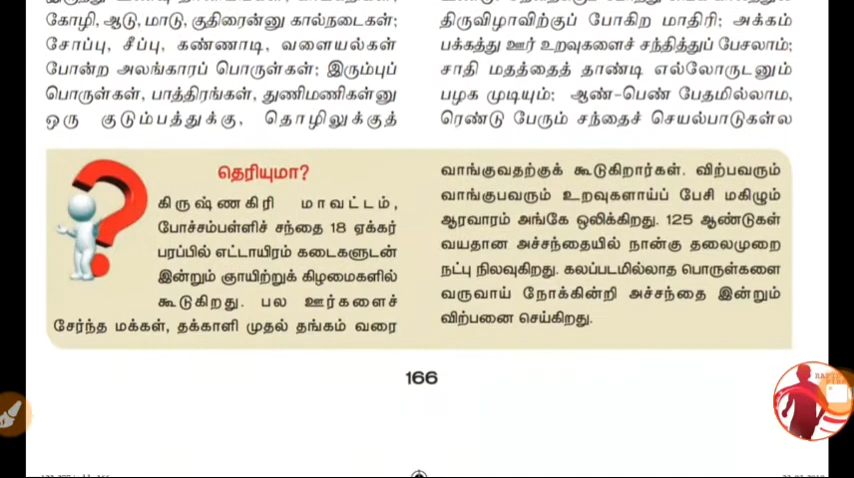 கோழி, ஆடு, மாடு, குதிரைன்னு கால்நடைகள்;
சோப்பு, சீப்பு, கண்ணாடி, வளையல்கள்
போன்ற அலங்காரப் பொருள்கள்; இரும்புப்
பொருள்கள், பாத்திரங்கள், துணிமணிகள்னு
ஒரு குடும்பத்துக்கு, தொழிலுக்குத்
திருவிழாவிற்குப் போகிற மாதிரி; அக்கம்
பக்கத்து ஊர் உறவுகளைச் சந்தித்துப் பேசலாம்;
சாதி மதத்தைத் தாண்டி எல்லோருடனும்
பழக முடியும்; ஆண்-பெண் பேதமில்லாம,
ரெண்டு பேரும் சந்தைச் செயல்பாடுகள்ல
தெரியுமா?
கிருஷ்ணகிரி மாவட்டம்,
போச்சம்பள்ளிச் சந்தை 18 ஏக்கர்
பரப்பில் எட்டாயிரம் கடைகளுடன்
இன்றும் ஞாயிற்றுக் கிழமைகளில்
கூடுகிறது. பல ஊர்களைச்
சேர்ந்த மக்கள், தக்காளி முதல் தங்கம் வரை
வாங்குவதற்குக் கூடுகிறார்கள். விற்பவரும்
வாங்குபவரும் உறவுகளாய்ப் பேசி மகிழும்
ஆரவாரம் அங்கே ஒலிக்கிறது. 125 ஆண்டுகள்
வயதான அச்சந்தையில் நான்கு தலைமுறை
நட்பு நிலவுகிறது. கலப்படமில்லாத பொருள்களை
வருவாய் நோக்கின்றி அச்சந்தை இன்றும்
விற்பனை செய்கிறது.
166